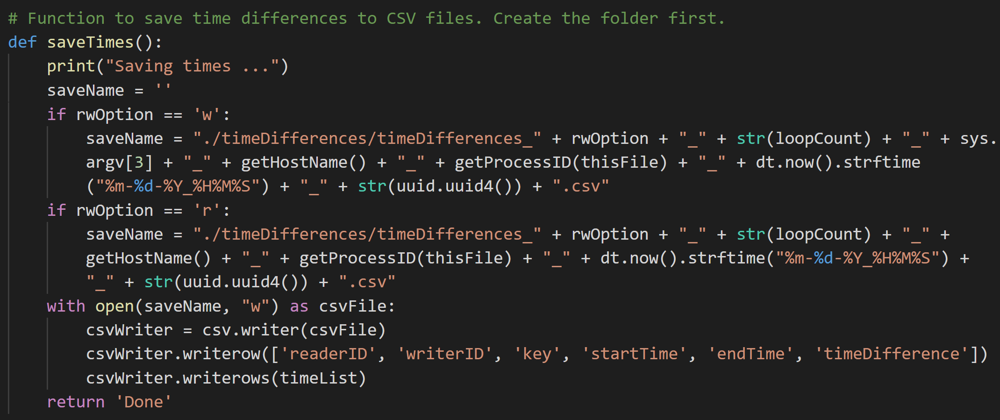 # Function to save time differences to CSV files. Create the folder first.
def saveTimes():
    print("Saving times ...")
    saveName = ''
    if rwOption == 'w':
        saveName = "./timeDifferences/timeDifferences_" + rwOption + "_" + str(loopCount) + "_" + sys.
        argv[3] + "_" + getHostName() + "_" + getProcessID(thisFile) + "_" + dt.now().strftime
        ("%m-%d-%Y_%H%M%S") + "_" + str(uuid.uuid4()) + ".csv"
    if rwOption == 'r':
        saveName = "./timeDifferences/timeDifferences_" + rwOption + "_" + str(loopCount) + "_" +
        getHostName() + "_" + getProcessID(thisFile) + "_" + dt.now().strftime("%m-%d-%Y_%H%M%S") +
        "_" + str(uuid.uuid4()) + ".csv"
    with open(saveName, "w") as csvFile:
        csvWriter = csv.writer(csvFile)
        csvWriter.writerow(['readerID', 'writerID', 'key', 'startTime', 'endTime', 'timeDifference'])
        csvWriter.writerows(timeList)
    return 'Done'